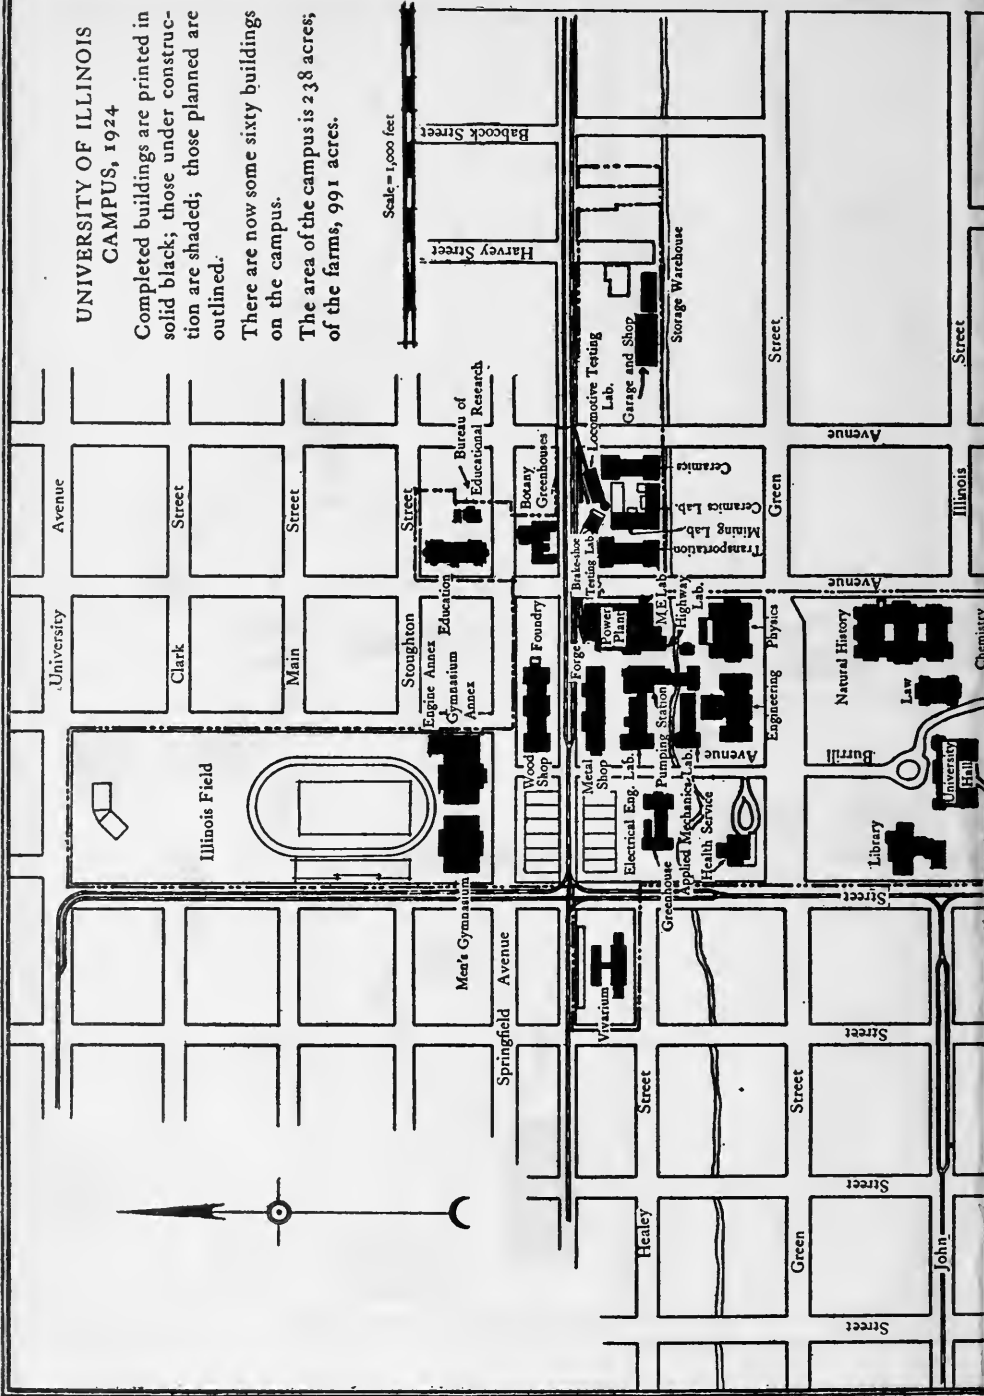 UNIVERSITY OF ILLINOIS
CAMPUS, 1924
Completed buildings are printed in
solid black; those under construc-
tion are shaded; those planned are
outlined.
There are now some sixty buildings
on the campus.
The area of the campus is 238 acres;
of the farms, 991 acres.
Scale = 1,000 feet
Babcock Street
Harvey Street
University
Avenue
Clark
Street
Main
Street
Stoughton
Street
Illinois Field
Engine Annex
Gymnasium
Annex
Men's Gymnasium
Education
Bureau of
Educational Research
Botany
Greenhouses
Springfield
Avenue
Wood
Shop
Foundry
Forge
Metal
Shop
Power
Plant
Brake-shoe
Testing Lab.
Locomotive Testing
Lab.
Garage and Shop
Storage Warehouse
Ceramics
Ceramics Lab.
Mining Lab.
Transportation
M.E. Lab.
Highway
Lab.
Physics
Engineering
Electrical Eng. Lab.
Pumping Station
Applied Mechanics Lab.
Health Service
Greenhouse
Vivarium
Avenue
Avenue
Avenue
Burrill
Healey
Street
Green
Street
Green
Street
John
Street
Street
Street
Street
Illinois
Street
Natural History
Law
University
Hall
Library
Chemistry